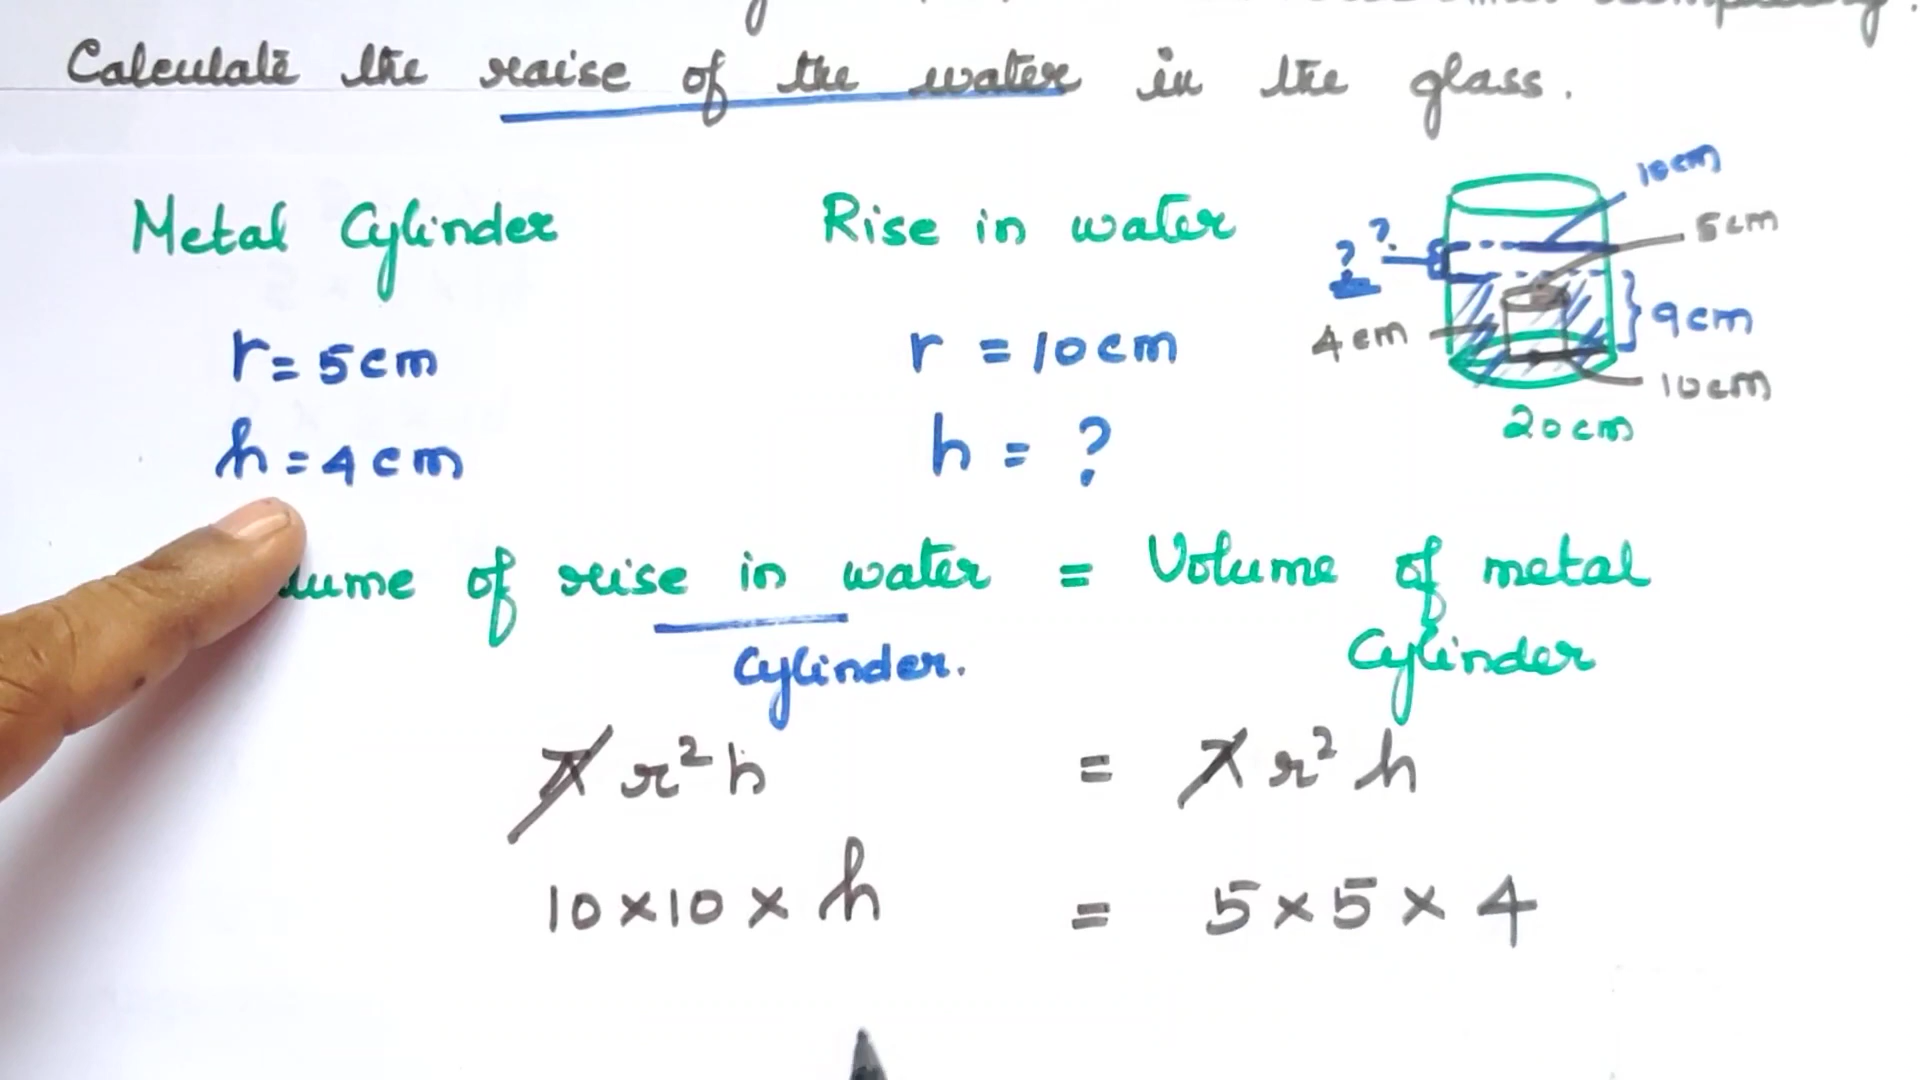 Calculate the raise of the water in the glass.
Metal Cylinder
Rise in water
10cm
5cm
? ?
r = 5cm
r = 10cm
4cm
9cm
10cm
20cm
h = 4cm
h = ?
lume of rise in water = Volume of metal
Cylinder.
Cylinder
π r² h = π r² h
10 × 10 × h = 5 × 5 × 4